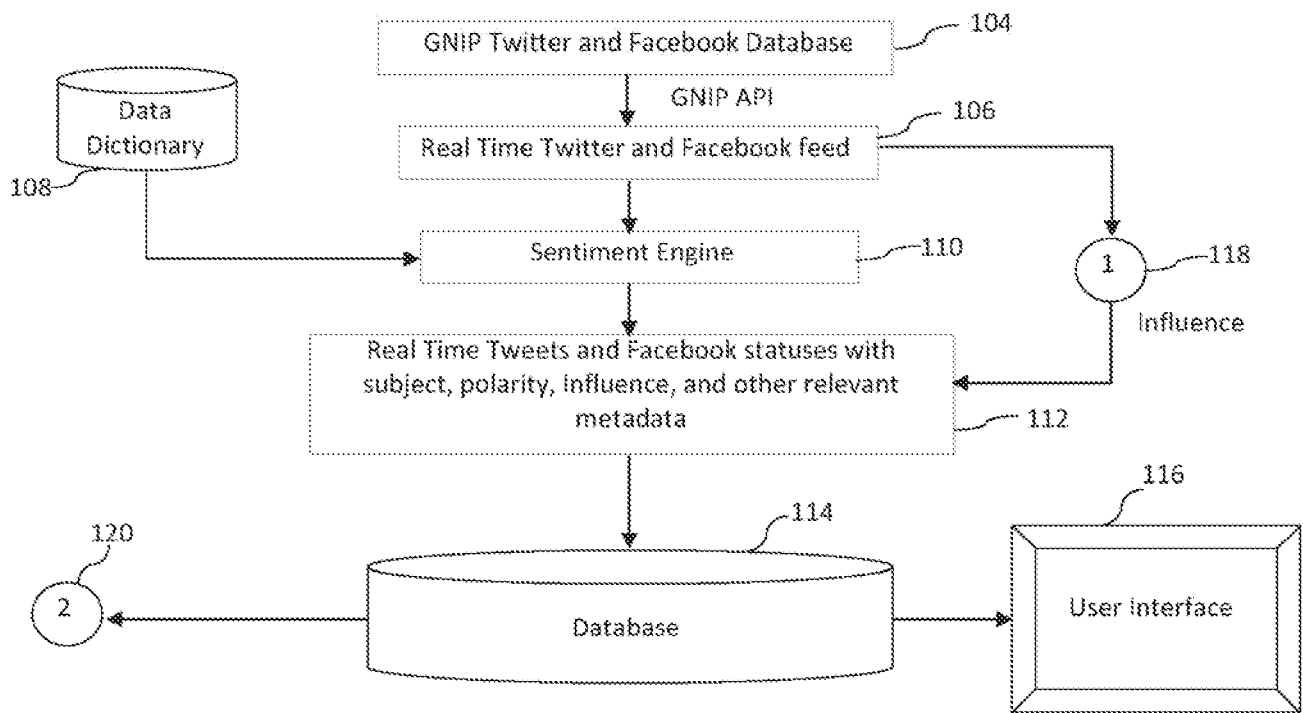 104
GNIP Twitter and Facebook Database
GNIP API
Data
Dictionary
106
Real Time Twitter and Facebook feed
108
Sentiment Engine
110
1
118
Influence
Real Time Tweets and Facebook statuses with
subject, polarity, influence, and other relevant
metadata
112
116
114
120
2
Database
User Interface